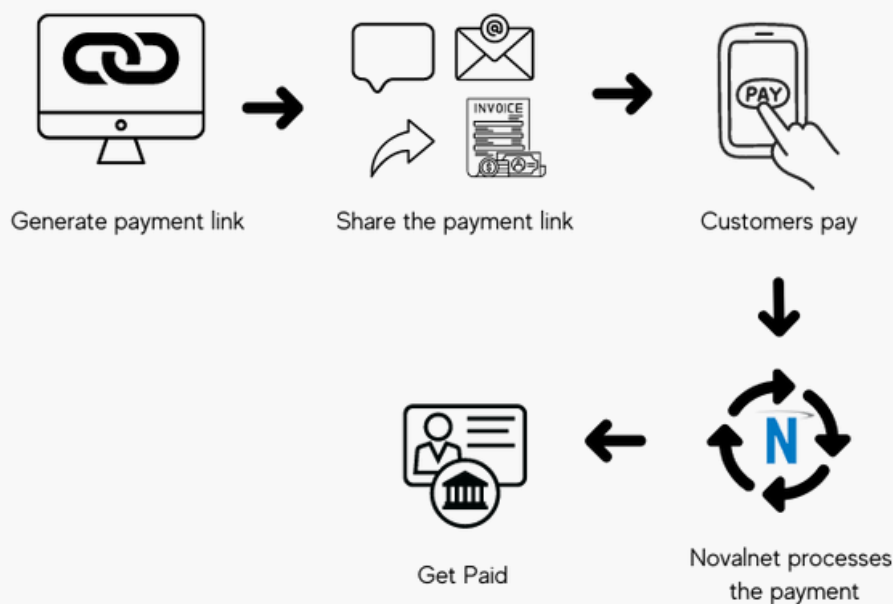 @
INVOICE
$
PAY
Generate payment link
Share the payment link
Customers pay
N
Get Paid
Novalnet processes
the payment